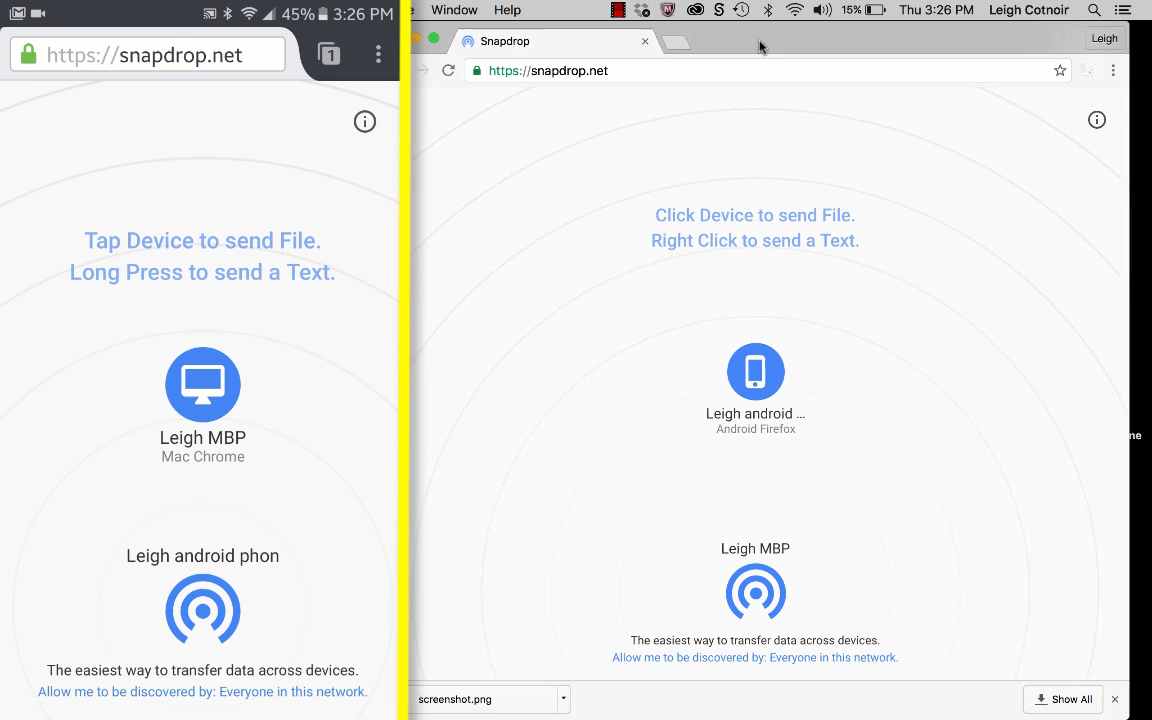 45% 3:26 PM
https://snapdrop.net
1
Tap Device to send File.
Long Press to send a Text.
Leigh MBP
Mac Chrome
Leigh android phon
The easiest way to transfer data across devices.
Allow me to be discovered by: Everyone in this network.
e Window Help
15% Thu 3:26 PM Leigh Cotnoir
Snapdrop
Leigh
https://snapdrop.net
Click Device to send File.
Right Click to send a Text.
Leigh android ...
Android Firefox
me
Leigh MBP
The easiest way to transfer data across devices.
Allow me to be discovered by: Everyone in this network.
screenshot.png
Show All